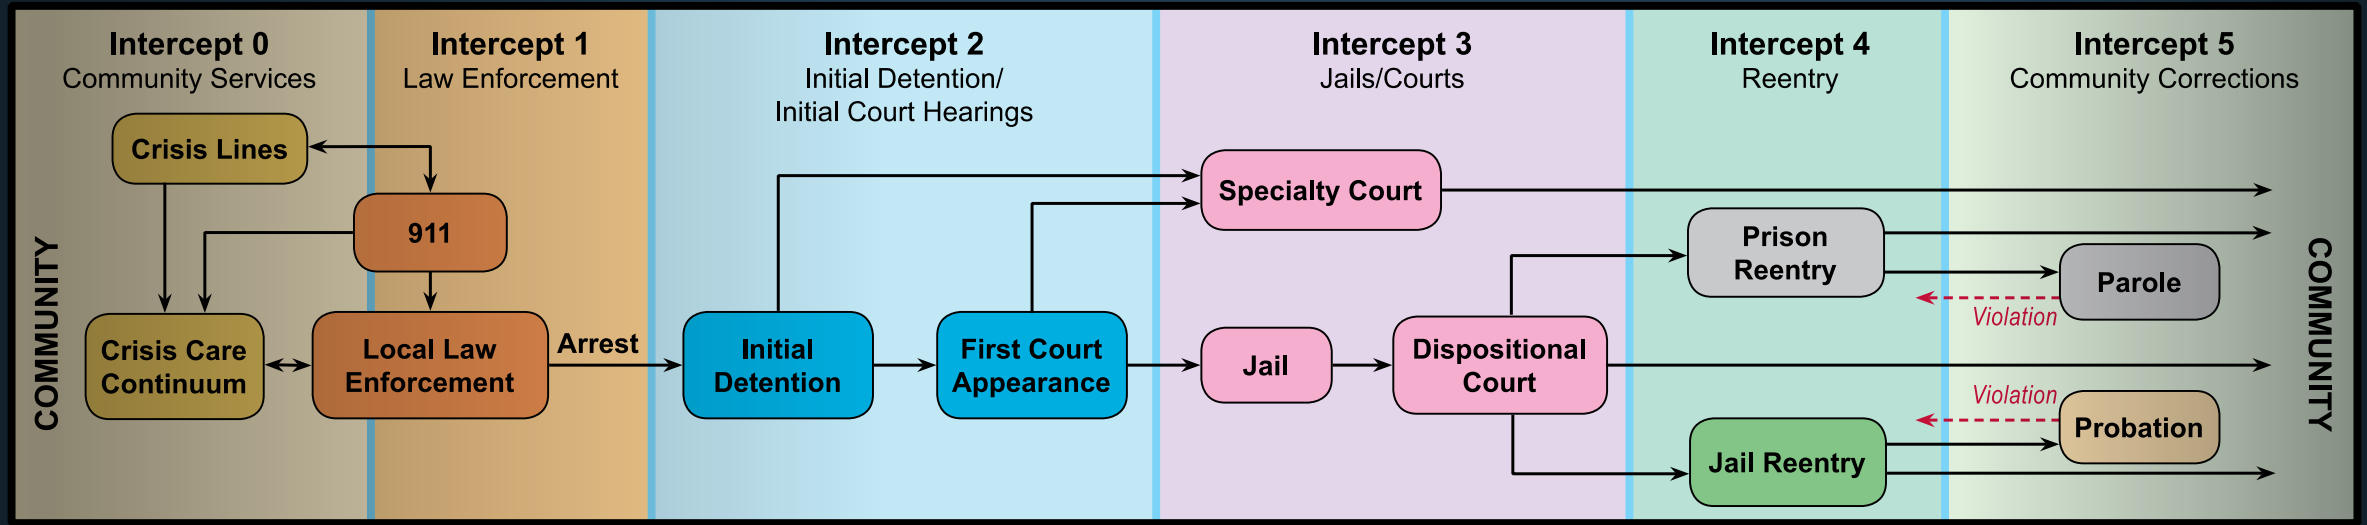 Intercept 0
Community Services
Intercept 1
Law Enforcement
Intercept 2
Initial Detention/
Initial Court Hearings
Intercept 3
Jails/Courts
Intercept 4
Reentry
Intercept 5
Community Corrections
COMMUNITY
Crisis Lines
911
Crisis Care
Continuum
Local Law
Enforcement
Arrest
Initial
Detention
First Court
Appearance
Specialty Court
Jail
Dispositional
Court
Prison
Reentry
Jail Reentry
Parole
Violation
Violation
Probation
COMMUNITY